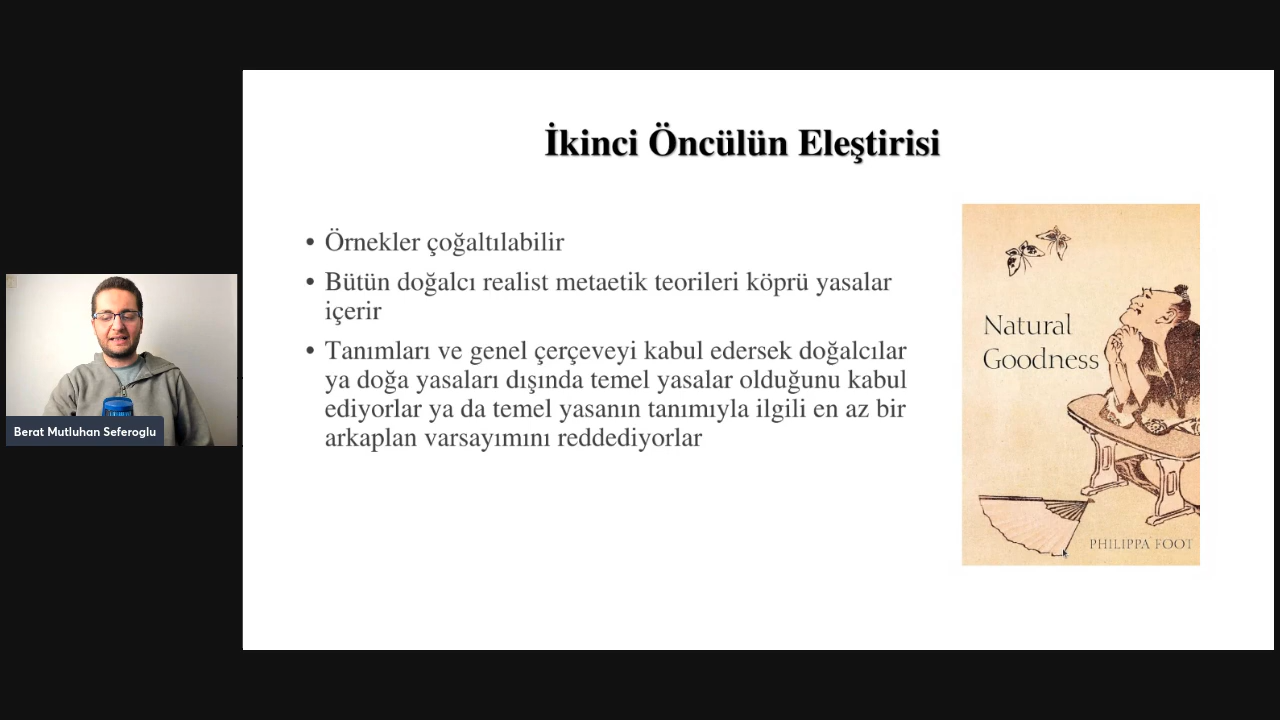 İkinci Öncülün Eleştirisi
• Örnekler çoğaltılabilir
• Bütün doğalcı realist metaetik teorileri köprü yasalar
içerir
• Tanımları ve genel çerçeveyi kabul edersek doğalcılar
ya doğa yasaları dışında temel yasalar olduğunu kabul
ediyorlar ya da temel yasanın tanımıyla ilgili en az bir
arkaplan varsayımını reddediyorlar
Natural
Goodness
PHILIPPA FOOT
Berat Mutluhan Seferoglu